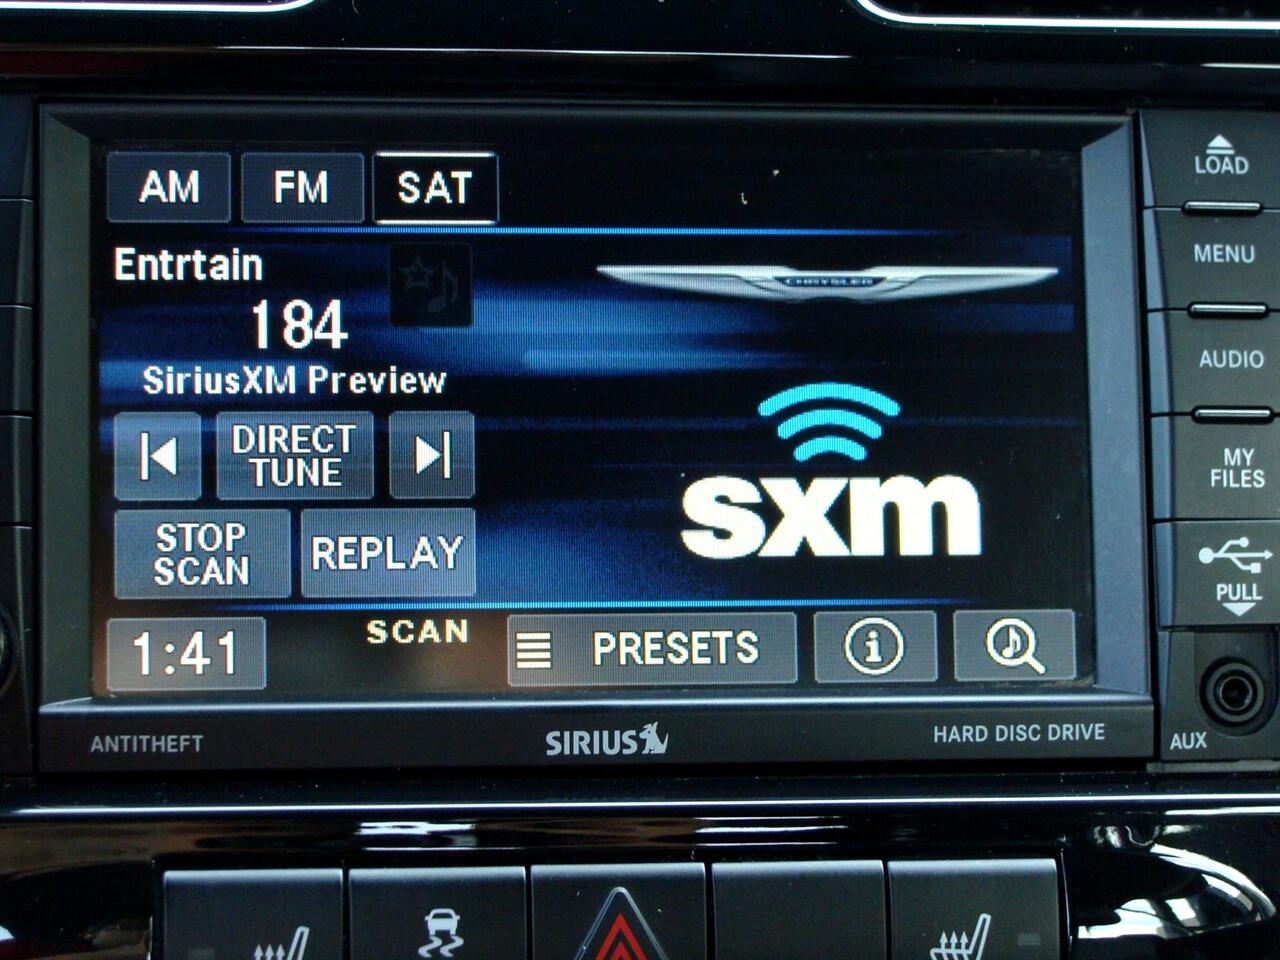 AM FM SAT
Entrtain
184
SiriusXM Preview
CHRYSLER
DIRECT
TUNE
STOP
SCAN
REPLAY
sxm
1:41
SCAN
PRESETS
i
ANTITHEFT
SIRIUS
HARD DISC DRIVE
LOAD
MENU
AUDIO
MY
FILES
PULL
AUX